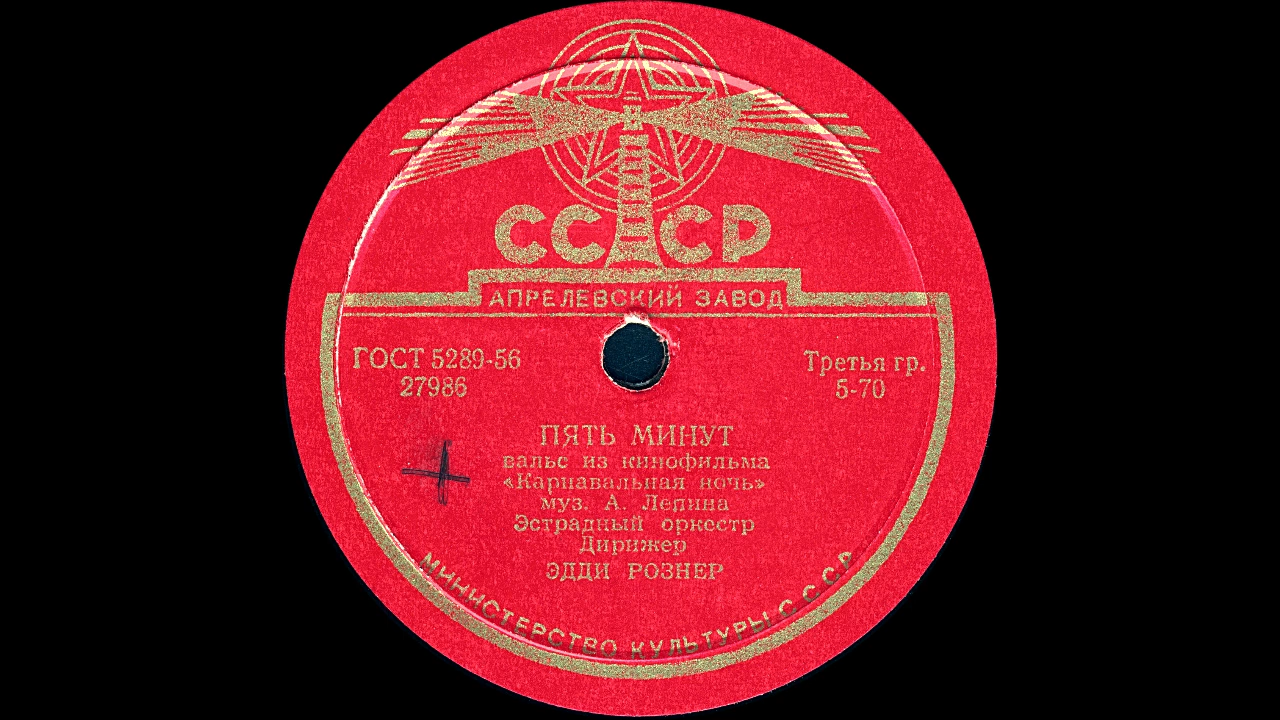 СССР
АПРЕЛЕВСКИЙ ЗАВОД
ГОСТ 5289-56
27986
Третья гр.
5-70
ПЯТЬ МИНУТ
вальс из кинофильма
«Карнавальная ночь»
муз. А. Лепина
Эстрадный оркестр
Дирижер
ЭДДИ РОЗНЕР
МИНИСТЕРСТВО КУЛЬТУРЫ СССР